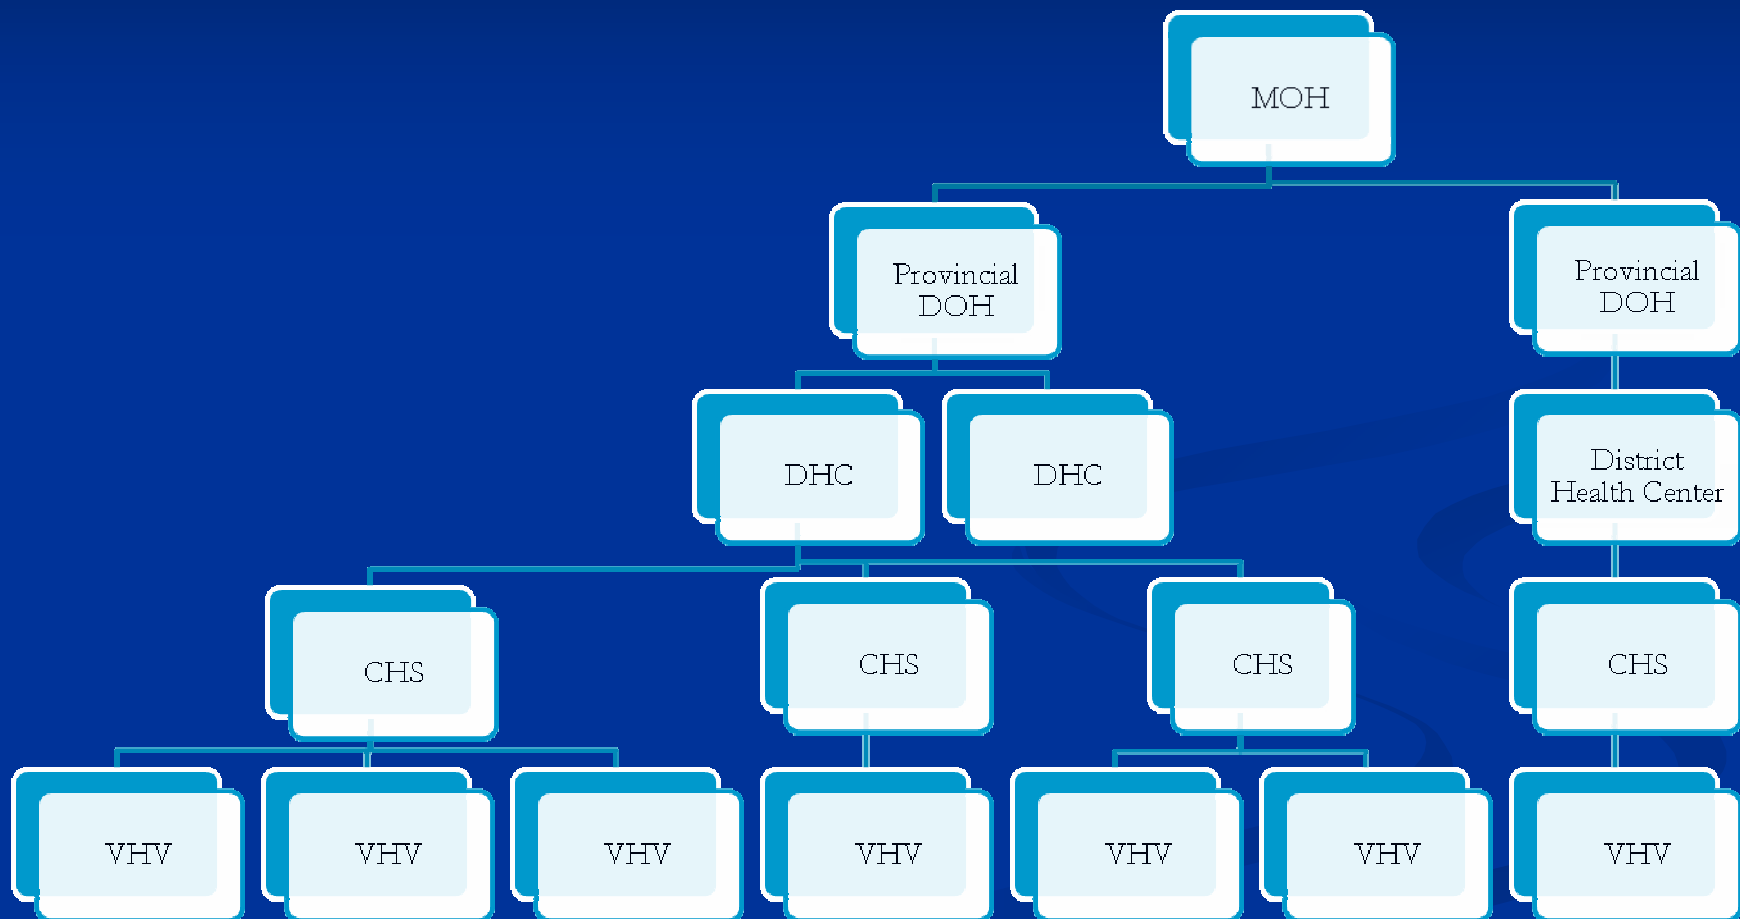 MOH
Provincial
DOH
Provincial
DOH
DHC
DHC
District
Health Center
CHS
CHS
CHS
CHS
VHV
VHV
VHV
VHV
VHV
VHV
VHV